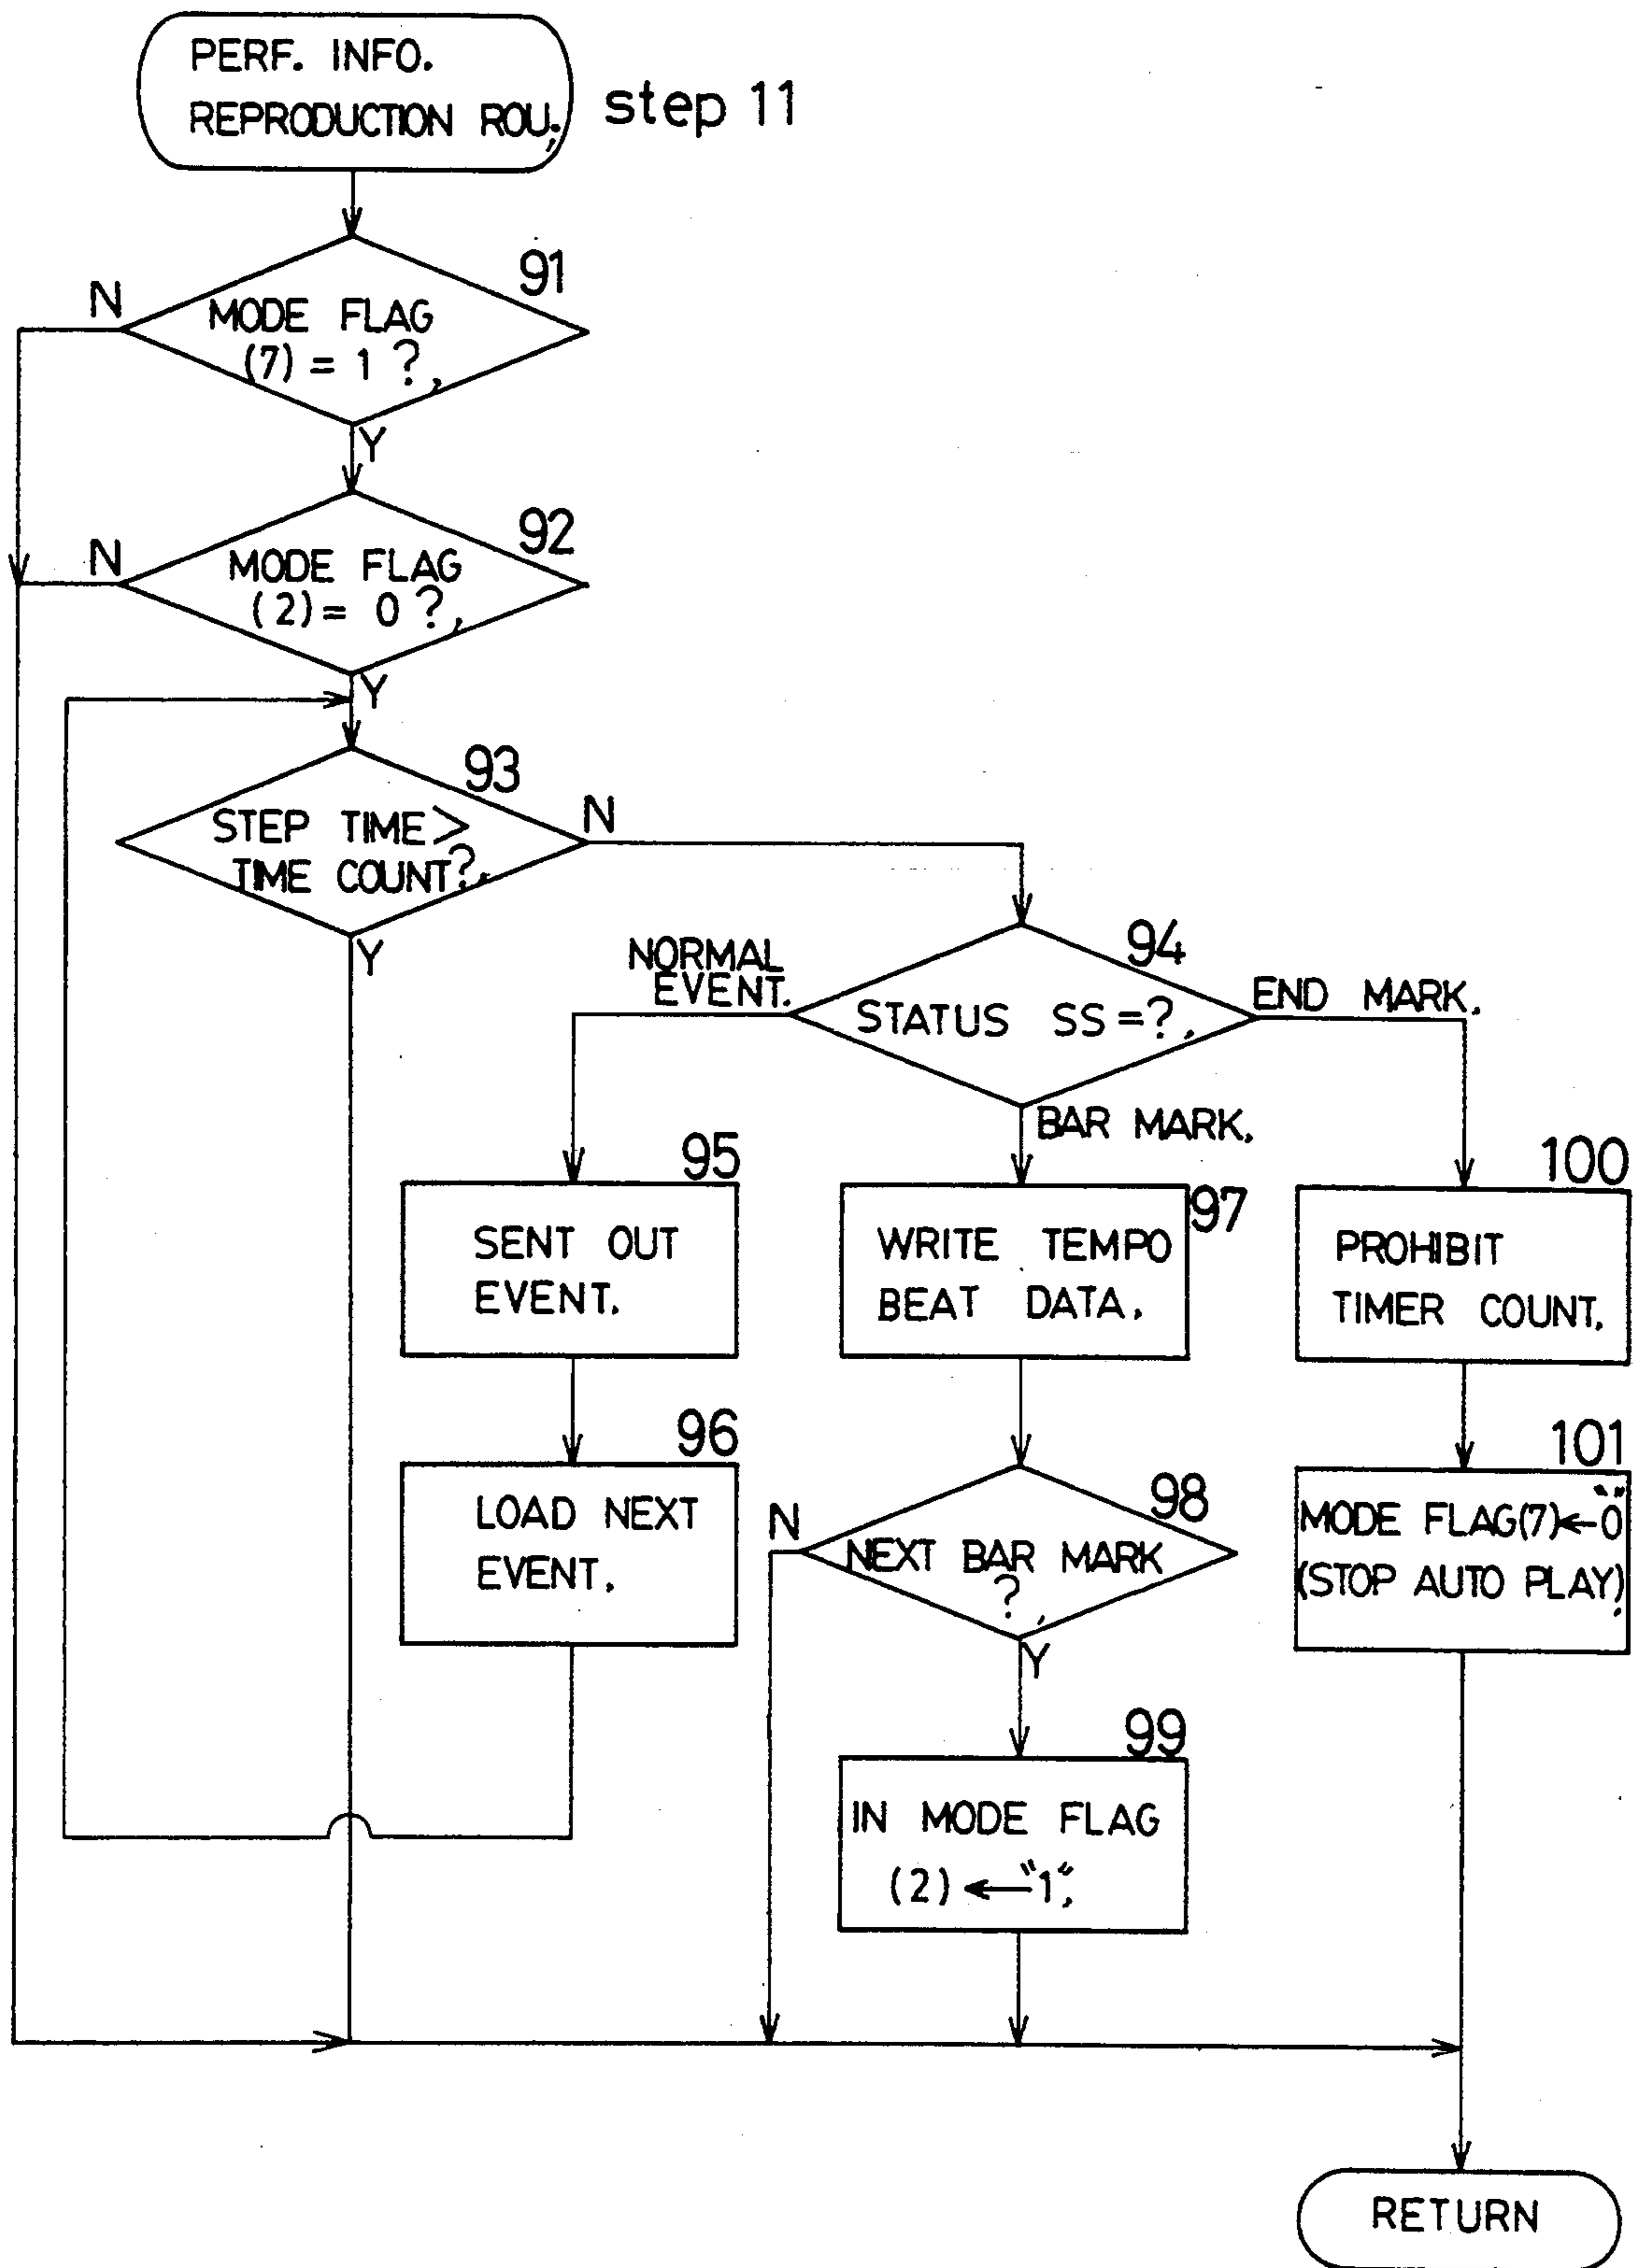 PERF. INFO.
REPRODUCTION ROU.,
step 11
91
N
MODE FLAG
(7) = 1 ?,
Y
92
N
MODE FLAG
(2) = 0 ?,
Y
93
STEP TIME >
TIME COUNT?,
N
Y
94
NORMAL
EVENT.
STATUS SS =?,
END MARK,
BAR MARK,
95
SENT OUT
EVENT,
97
WRITE TEMPO
BEAT DATA,
100
PROHIBIT
TIMER COUNT,
96
LOAD NEXT
EVENT,
98
N
NEXT BAR MARK
?,
Y
101
MODE FLAG(7)←"0"
(STOP AUTO PLAY),
99
IN MODE FLAG
(2) ←"1",
RETURN